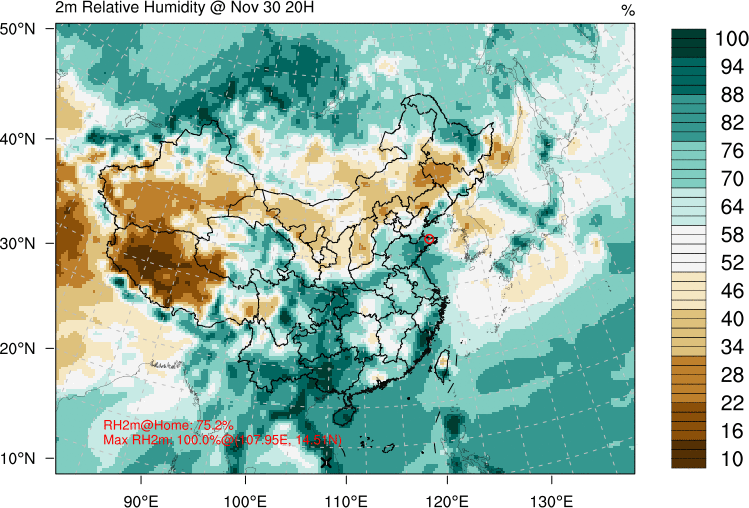 2m Relative Humidity @ Nov 30 20H
%
50°N
40°N
30°N
20°N
10°N
90°E
100°E
110°E
120°E
130°E
100
94
88
82
76
70
64
58
52
46
40
34
28
22
16
10
RH2m@Home: 75.2%
Max RH2m: 100.0%@(107.95E, 14.51N)